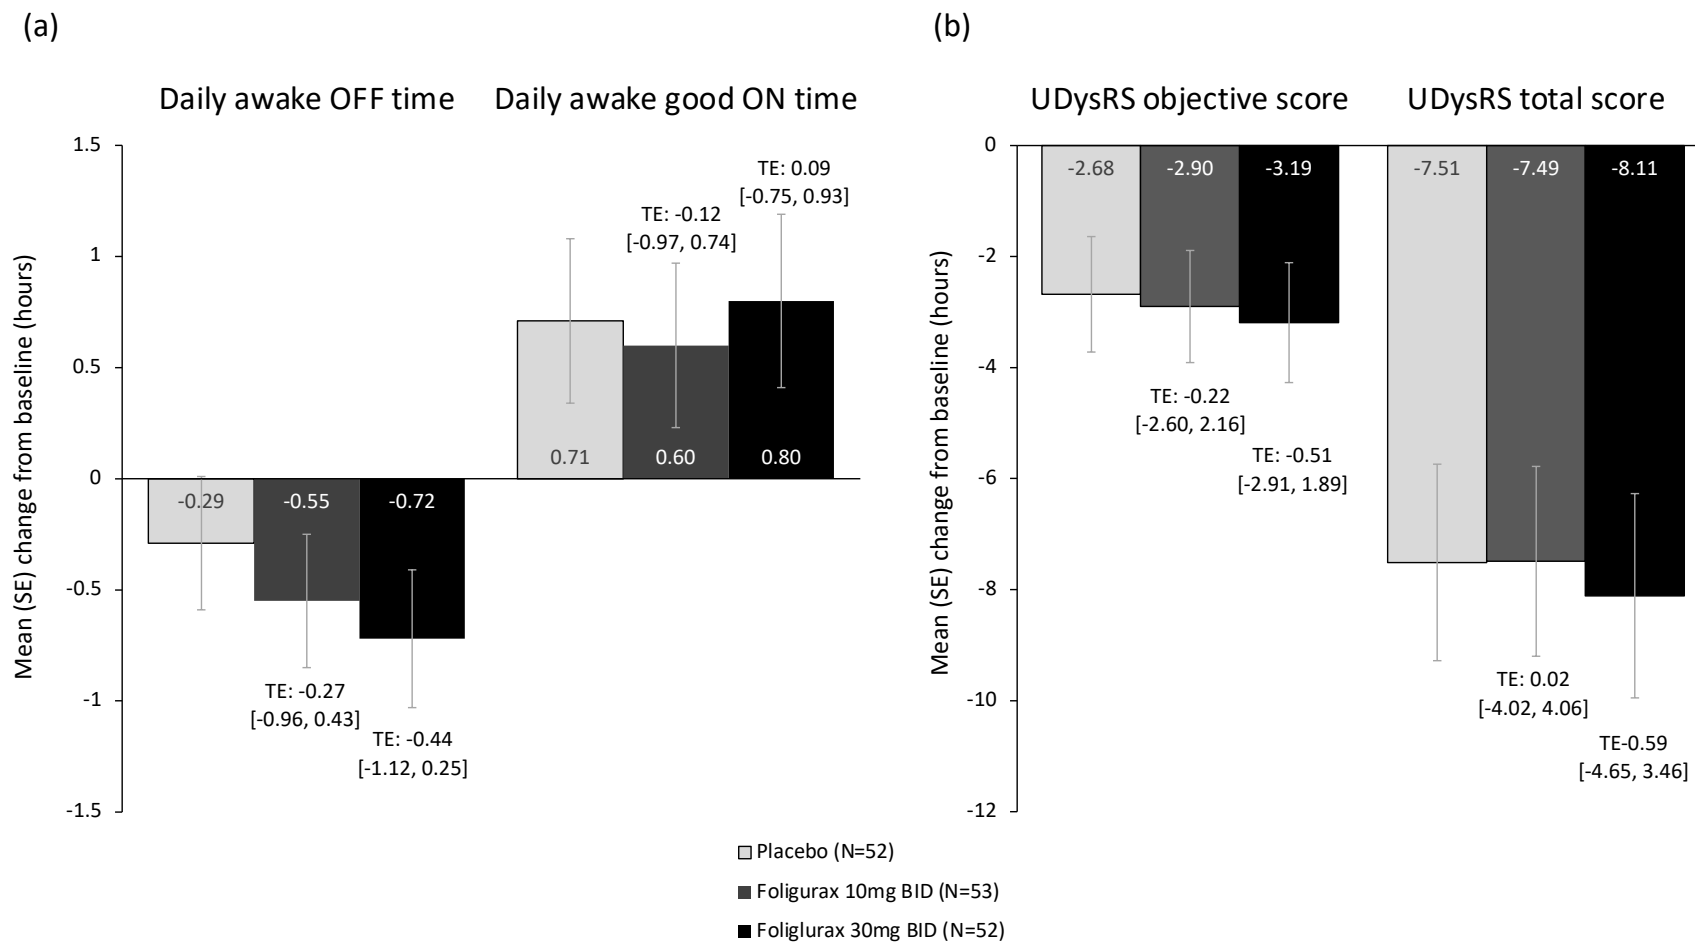 (a)
Daily awake OFF time
Daily awake good ON time
Mean (SE) change from baseline (hours)
1.5
1
0.5
0
-0.5
-1
-1.5
-0.29
-0.55
-0.72
TE: -0.27
[-0.96, 0.43]
TE: -0.44
[-1.12, 0.25]
TE: -0.12
[-0.97, 0.74]
TE: 0.09
[-0.75, 0.93]
0.71
0.60
0.80
(b)
UDysRS objective score
UDysRS total score
Mean (SE) change from baseline (hours)
0
-2
-4
-6
-8
-10
-12
-2.68
-2.90
-3.19
TE: -0.22
[-2.60, 2.16]
TE: -0.51
[-2.91, 1.89]
-7.51
-7.49
-8.11
TE: 0.02
[-4.02, 4.06]
TE-0.59
[-4.65, 3.46]
Placebo (N=52)
Foligurax 10mg BID (N=53)
Foliglurax 30mg BID (N=52)